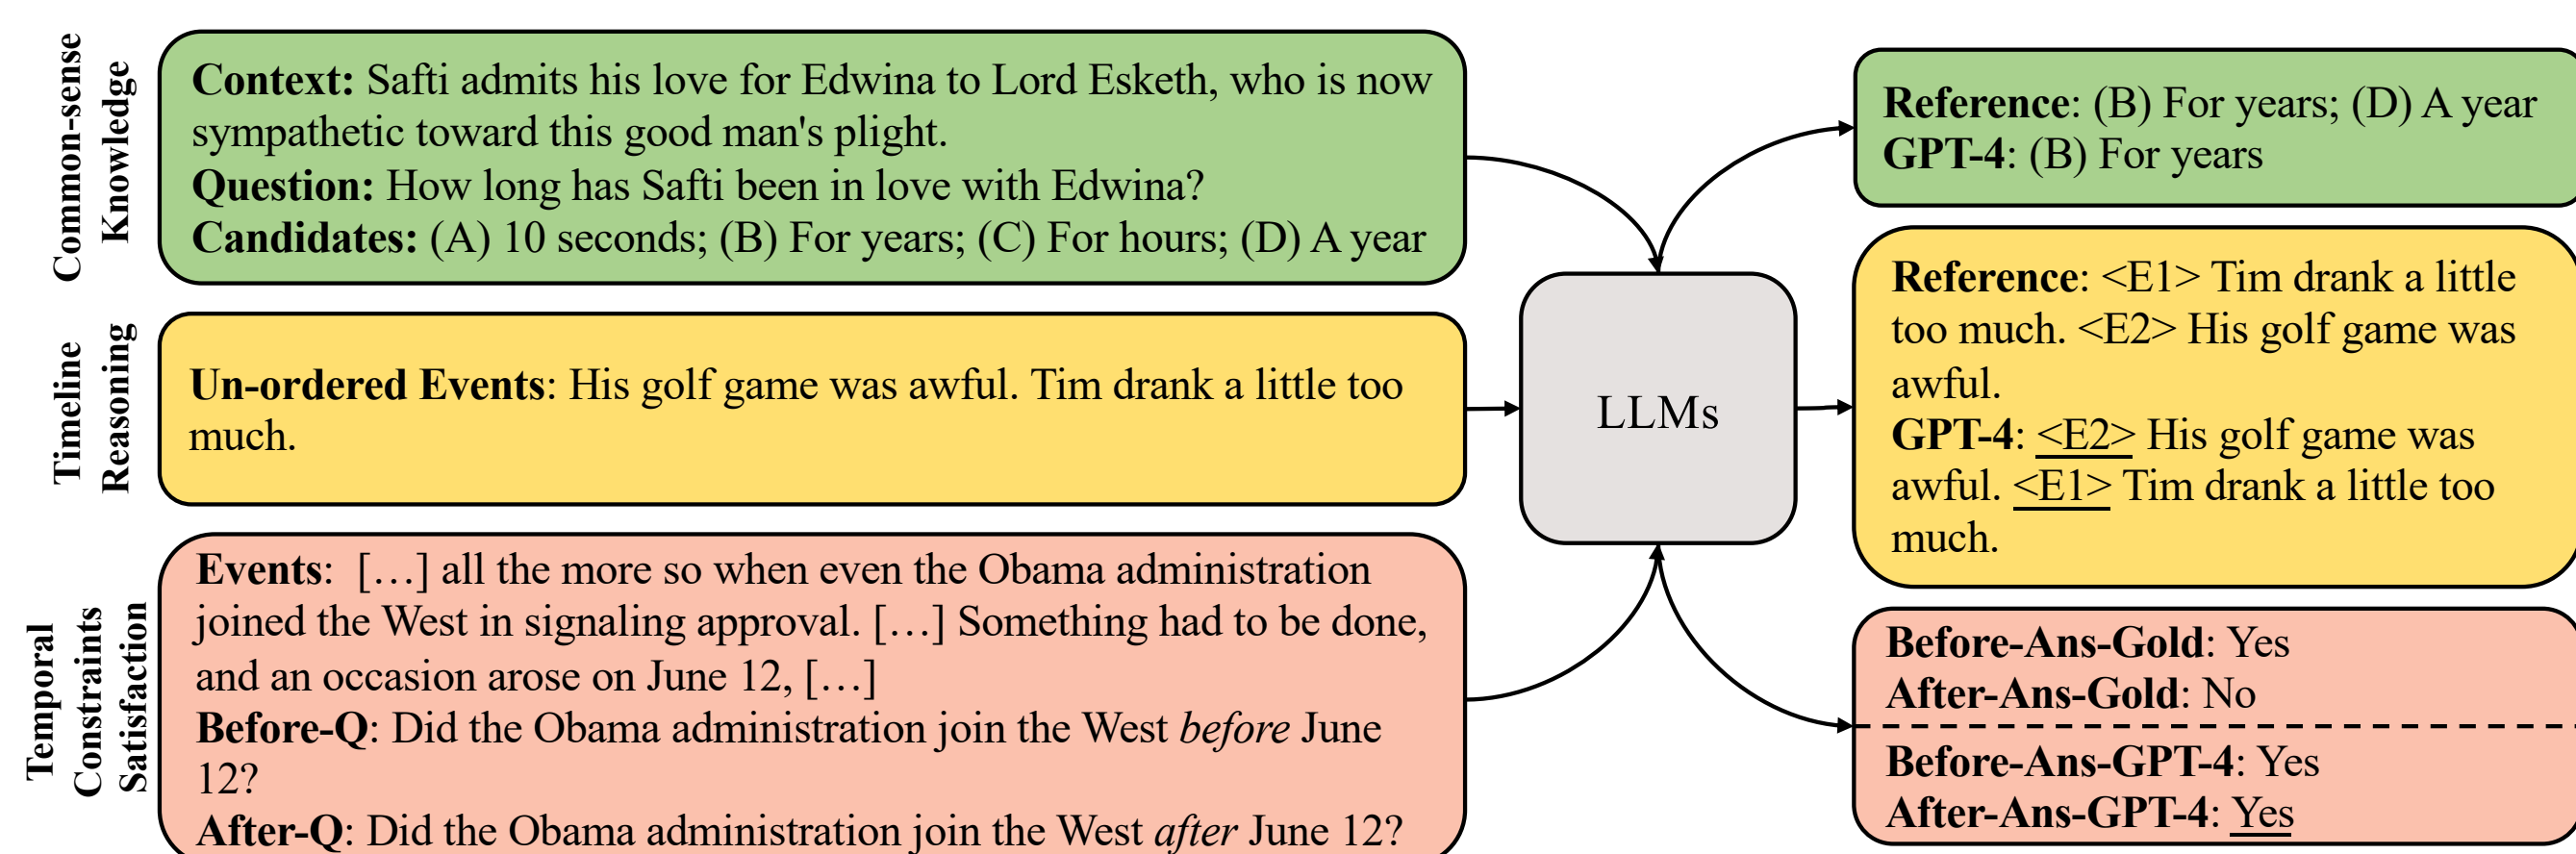 Common-sense
Knowledge
Context: Safti admits his love for Edwina to Lord Esketh, who is now
sympathetic toward this good man's plight.
Question: How long has Safti been in love with Edwina?
Candidates: (A) 10 seconds; (B) For years; (C) For hours; (D) A year
Timeline
Reasoning
Un-ordered Events: His golf game was awful. Tim drank a little too
much.
Temporal
Constraints
Satisfaction
Events: […] all the more so when even the Obama administration
joined the West in signaling approval. […] Something had to be done,
and an occasion arose on June 12, […]
Before-Q: Did the Obama administration join the West before June
12?
After-Q: Did the Obama administration join the West after June 12?
LLMs
Reference: (B) For years; (D) A year
GPT-4: (B) For years
Reference: <E1> Tim drank a little
too much. <E2> His golf game was
awful.
GPT-4: <E2> His golf game was
awful. <E1> Tim drank a little too
much.
Before-Ans-Gold: Yes
After-Ans-Gold: No
Before-Ans-GPT-4: Yes
After-Ans-GPT-4: Yes